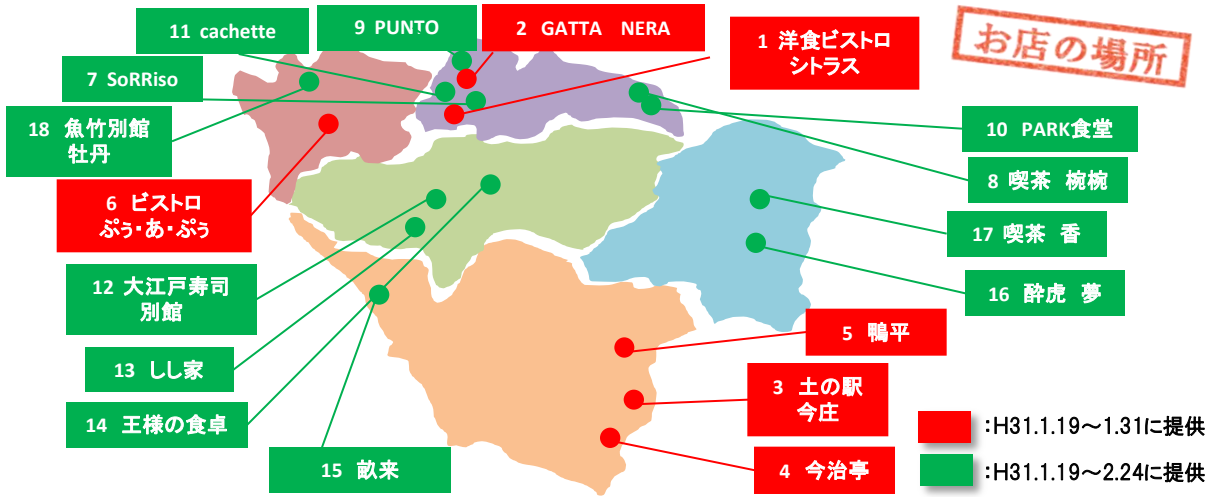 お店の場所
11 cachette
9 PUNTO
2 GATTA NERA
1 洋食ビストロ
シトラス
7 SoRRiso
18 魚竹別館
牡丹
10 PARK食堂
6 ビストロ
ぷぅ・あ・ぷぅ
8 喫茶 椀椀
17 喫茶 香
12 大江戸寿司
別館
16 酔虎 夢
5 鴨平
13 しし家
3 土の駅
今庄
14 王様の食卓
15 畝来
4 今治亭
:H31.1.19～1.31に提供
:H31.1.19～2.24に提供